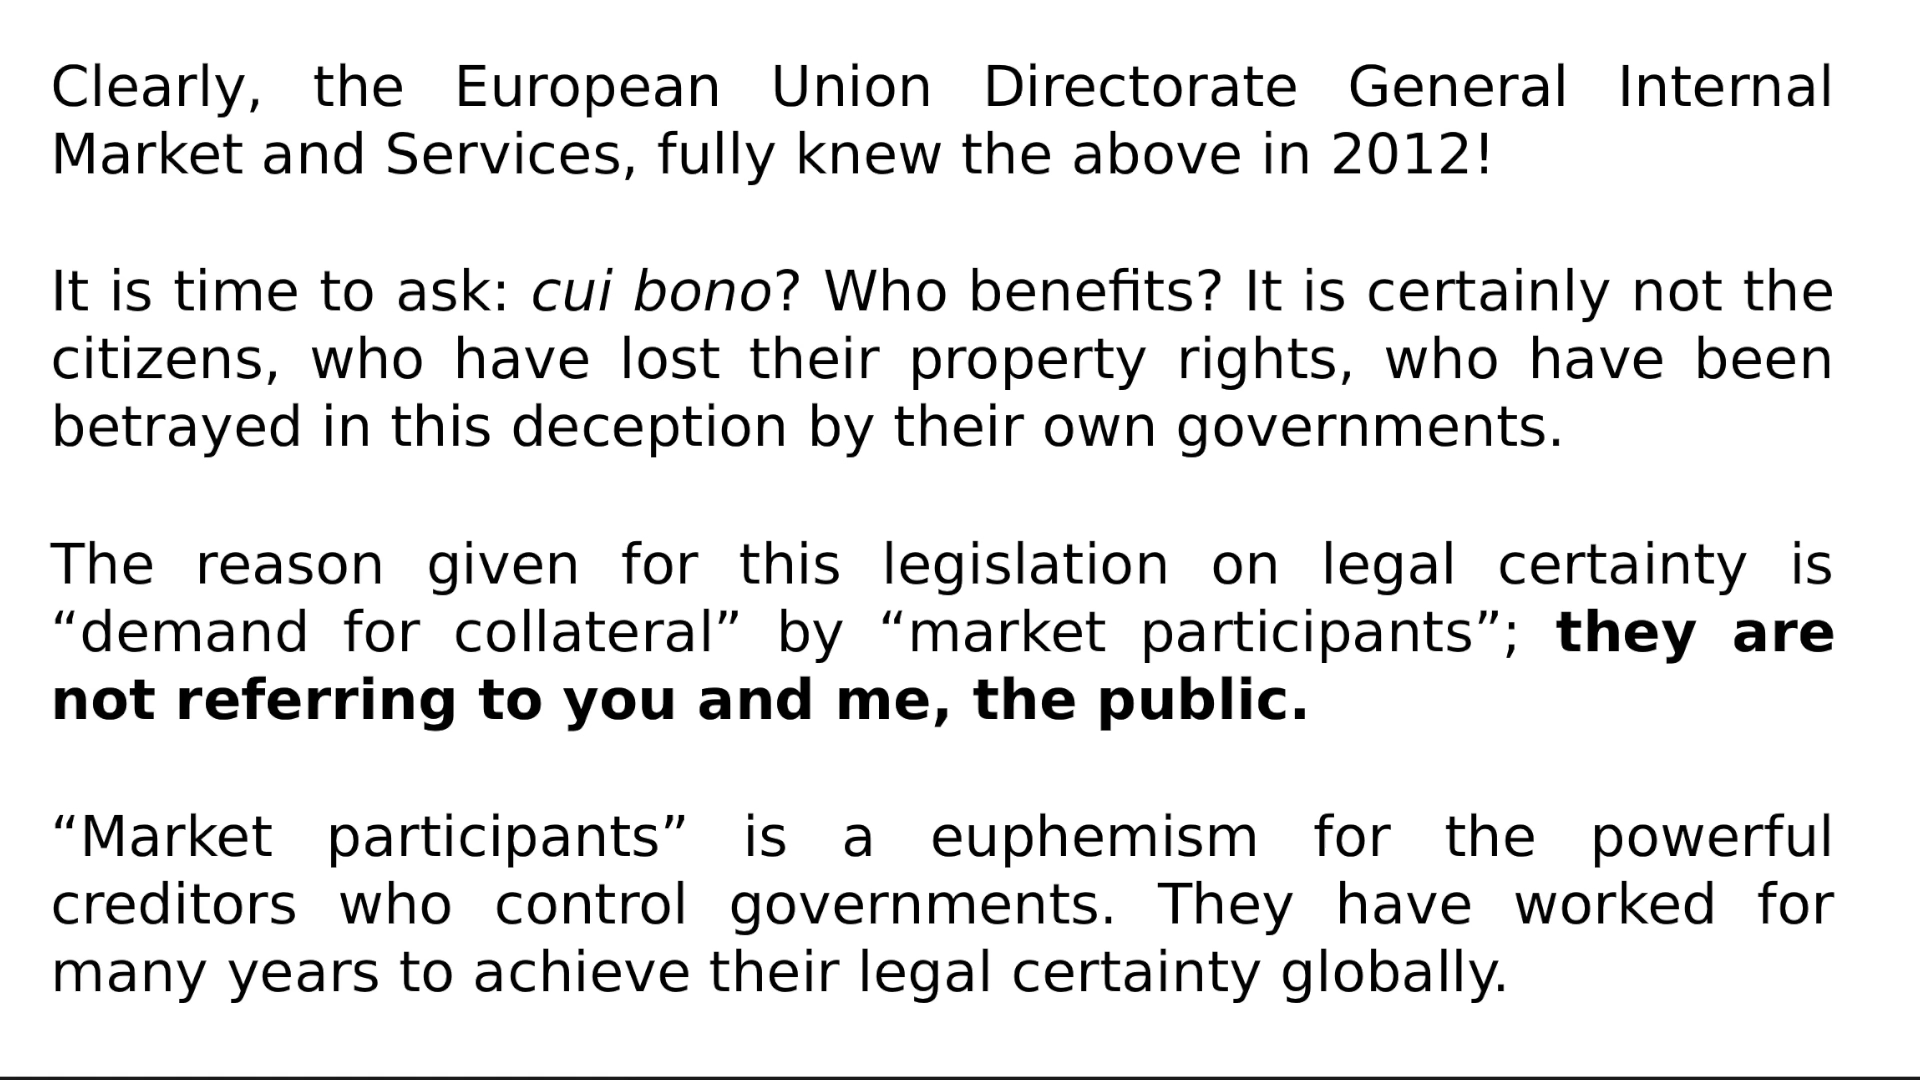 Clearly, the European Union Directorate General Internal
Market and Services, fully knew the above in 2012!
It is time to ask: cui bono? Who benefits? It is certainly not the
citizens, who have lost their property rights, who have been
betrayed in this deception by their own governments.
The reason given for this legislation on legal certainty is
“demand for collateral” by “market participants”; they are
not referring to you and me, the public.
“Market participants” is a euphemism for the powerful
creditors who control governments. They have worked for
many years to achieve their legal certainty globally.